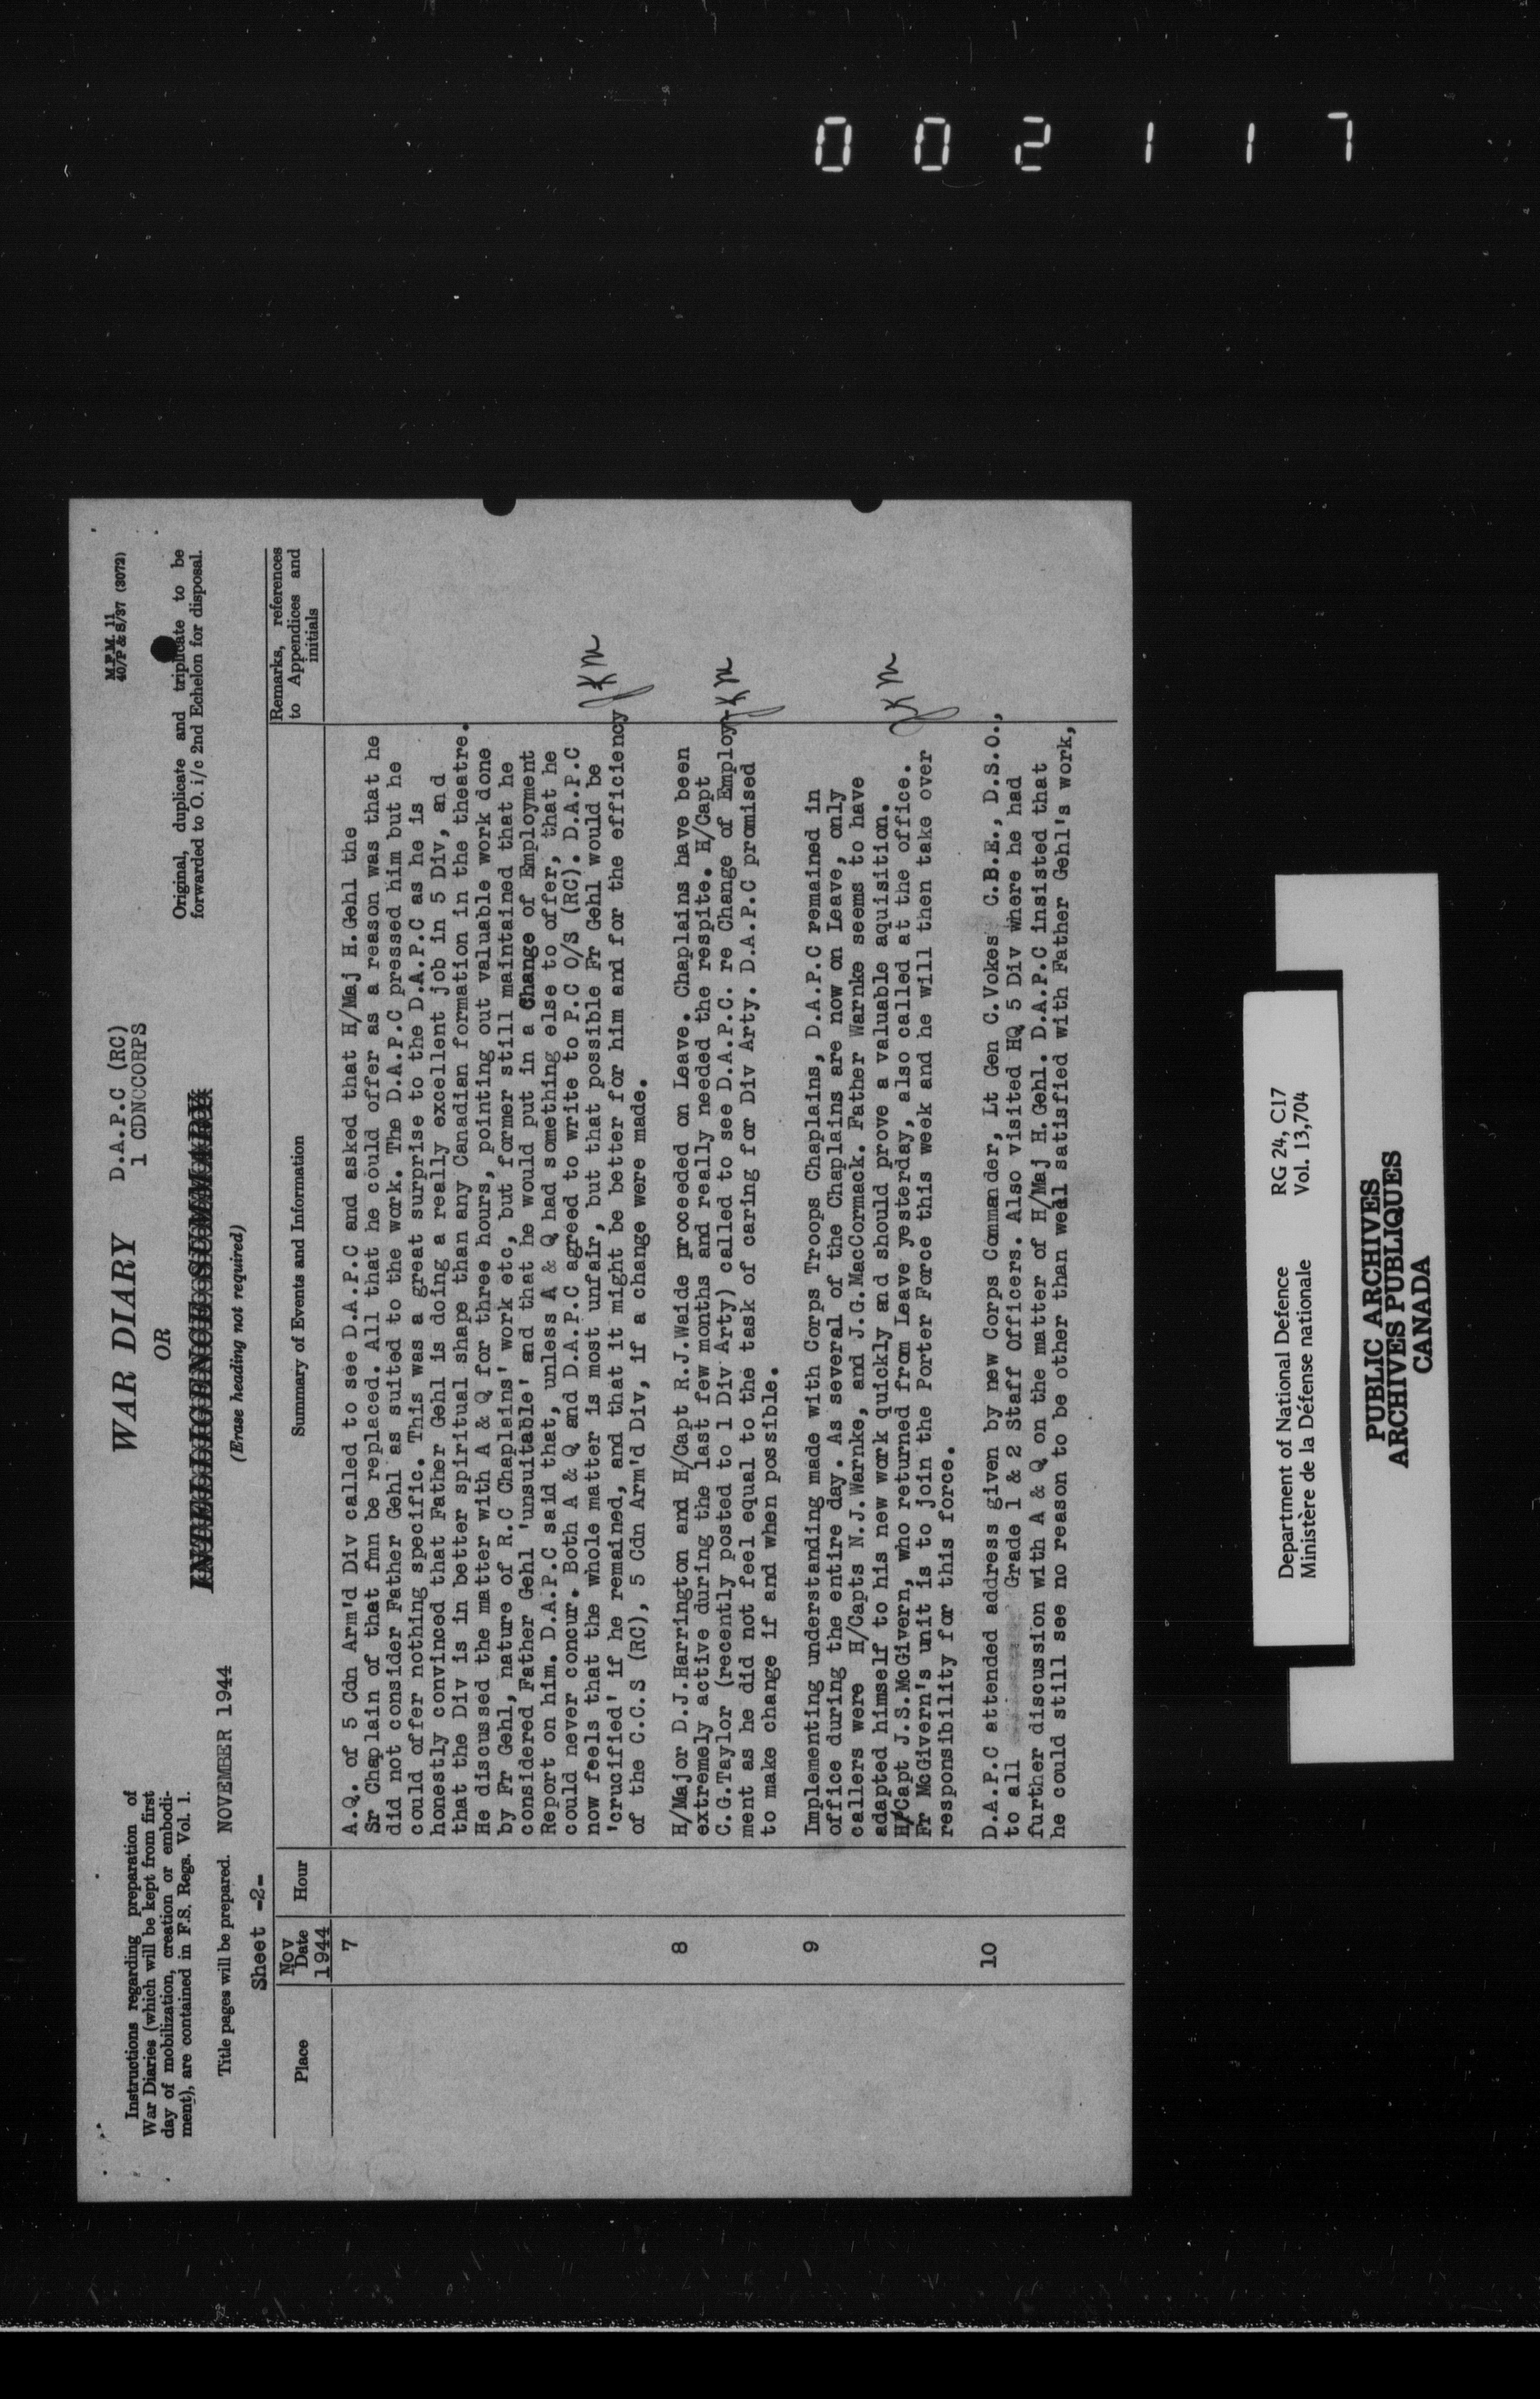 002117
Instructions regarding preparation of
War Diaries (which will be kept from first
day of mobilization, creation or embodi-
ment), are contained in F.S. Regs. Vol. 1.
Title pages will be prepared. NOVEMBER 1944
Sheet -2-
WAR DIARY D.A.P.C (RC)
1 CDNCCORPS
OR
INTELLIGENCE SUMMARY
(Erase heading not required)
M.P.M. 11
40/P & S/37 (3072)
Original, duplicate and triplicate to be
forwarded to O. i/c 2nd Echelon for disposal.
Place
Nov
Date
1944
Hour
Summary of Events and Information
Remarks, references
to Appendices and
initials
7 A.Q. of 5 Cdn Arm'd Div called to see D.A.P.C and asked that H/Maj H.Gehl the
Sr Chaplain of that fmn be replaced. All that he could offer as a reason was that he
did not consider Father Gehl as suited to the work. The D.A.P.C pressed him but he
could offer nothing specific. This was a great surprise to the D.A.P.C as he is
honestly convinced that Father Gehl is doing a really excellent job in 5 Div, and
that the Div is in better spiritual shape than any Canadian formation in the theatre.
He discussed the matter with A & Q for three hours, pointing out valuable work done
by Fr Gehl, nature of R.C Chaplains' work etc, but former still maintained that he
considered Father Gehl 'unsuitable' and that he would put in a Change of Employment
Report on him. D.A.P.C said that, unless A & Q had something else to offer, that he
could never concur. Both A & Q and D.A.P.C agreed to write to P.C O/S (RC). D.A.P.C
now feels that the whole matter is most unfair, but that possible Fr Gehl would be
'crucified' if he remained, and that it might be better for him and for the efficiency
of the C.C.S (RC), 5 Cdn Arm'd Div, if a change were made.
8 H/Major D.J.Harrington and H/Capt R.J.Waide proceeded on Leave. Chaplains have been
extremely active during the last few months and really needed the respite. H/Capt
C.G.Taylor (recently posted to 1 Div Arty) called to see D.A.P.C. re Change of Employ-
ment as he did not feel equal to the task of caring for Div Arty. D.A.P.C promised
to make change if and when possible.
9 Implementing understanding made with Corps Troops Chaplains, D.A.P.C remained in
office during the entire day. As several of the Chaplains are now on Leave, only
callers were H/Capts N.J.Warnke, and J.G.MacCormack. Father Warnke seems to have
adapted himself to his new work quickly and should prove a valuable aquisition.
H/Capt J.S.McGivern, who returned from Leave yesterday, also called at the office.
Fr McGivern's unit is to join the Porter Force this week and he will then take over
responsibility for this force.
10 D.A.P.C attended address given by new Corps Commander, Lt Gen C.Vokes C.B.E., D.S.O.,
to all Grade 1 & 2 Staff Officers. Also visited HQ 5 Div where he had
further discussion with A & Q on the matter of H/Maj H.Gehl. D.A.P.C insisted that
he could still see no reason to be other than well satisfied with Father Gehl's work,
Department of National Defence RG 24, C17
Ministère de la Défense nationale Vol. 13,704
PUBLIC ARCHIVES
ARCHIVES PUBLIQUES
CANADA